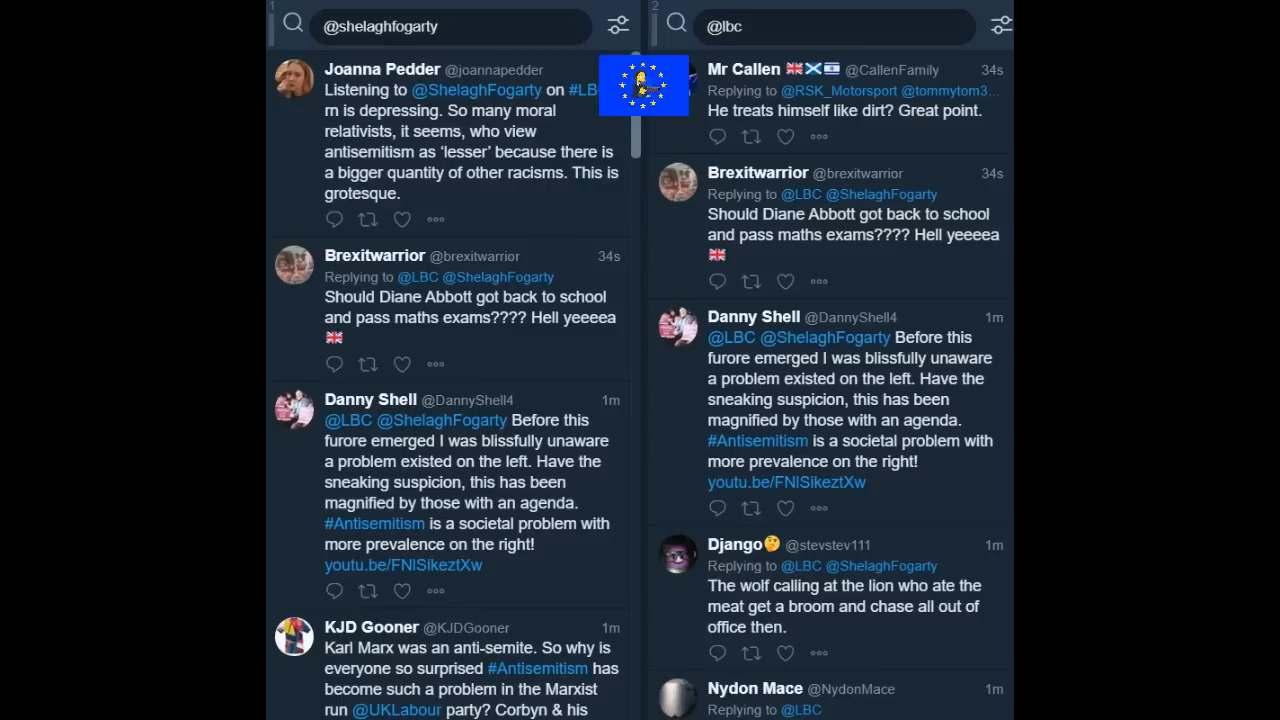 1
@shelaghfogarty
Joanna Pedder @joannapedder
Listening to @ShelaghFogarty on #LB
m is depressing. So many moral
relativists, it seems, who view
antisemitism as ‘lesser’ because there is
a bigger quantity of other racisms. This is
grotesque.
Brexitwarrior @brexitwarrior 34s
Replying to @LBC @ShelaghFogarty
Should Diane Abbott got back to school
and pass maths exams???? Hell yeeeea
🇬🇧
Danny Shell @DannyShell4 1m
@LBC @ShelaghFogarty Before this
furore emerged I was blissfully unaware
a problem existed on the left. Have the
sneaking suspicion, this has been
magnified by those with an agenda.
#Antisemitism is a societal problem with
more prevalence on the right!
youtu.be/FNlSikeztXw
KJD Gooner @KJDGooner 1m
Karl Marx was an anti-semite. So why is
everyone so surprised #Antisemitism has
become such a problem in the Marxist
run @UKLabour party? Corbyn & his
2
@lbc
Mr Callen 🇬🇧🏴󠁧󠁢󠁳󠁣󠁴󠁿🇮🇱 @CallenFamily 34s
Replying to @RSK_Motorsport @tommytom3...
He treats himself like dirt? Great point.
Brexitwarrior @brexitwarrior 34s
Replying to @LBC @ShelaghFogarty
Should Diane Abbott got back to school
and pass maths exams???? Hell yeeeea
🇬🇧
Danny Shell @DannyShell4 1m
@LBC @ShelaghFogarty Before this
furore emerged I was blissfully unaware
a problem existed on the left. Have the
sneaking suspicion, this has been
magnified by those with an agenda.
#Antisemitism is a societal problem with
more prevalence on the right!
youtu.be/FNlSikeztXw
Django🤔 @stevstev111 1m
Replying to @LBC @ShelaghFogarty
The wolf calling at the lion who ate the
meat get a broom and chase all out of
office then.
Nydon Mace @NydonMace 1m
Replying to @LBC